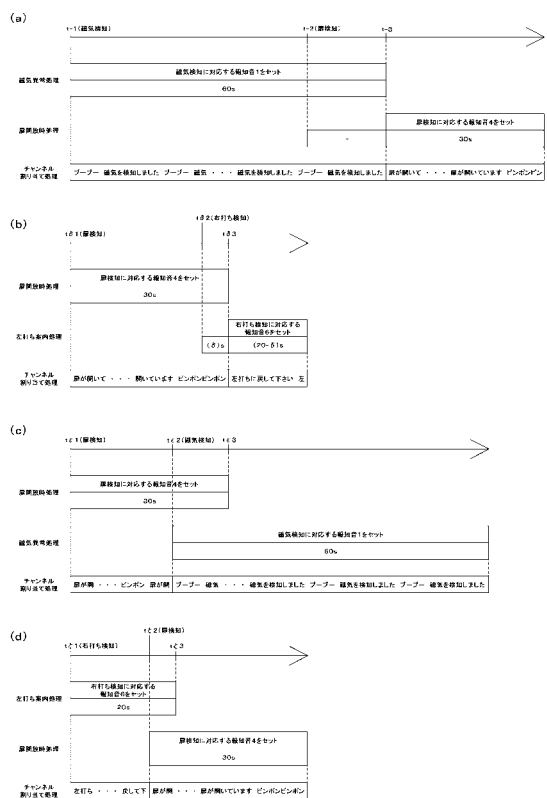 (a)
t-1(磁気検知)
t-2(扉検知)
t-3
磁気異常処理
磁気検知に対応する報知音1をセット
60s
扉開放時処理
扉検知に対応する報知音4をセット
-
30s
チャンネル
割り当て処理
ブーブー 磁気を検知しました ブーブー 磁気 ・・・ 磁気を検知しました ブーブー 磁気を検知しました 扉が開いて ・・・ 扉が開いています ピンポンピン
(b)
tβ1(扉検知)
tβ2(右打ち検知)
tβ3
扉開放時処理
扉検知に対応する報知音4をセット
30s
左打ち案内処理
右打ち検知に対応する
報知音6をセット
(β)s
(20-β)s
チャンネル
割り当て処理
扉が開いて ・・・ 開いています ピンポンピンポン 左打ちに戻して下さい 左
(c)
1(扉検知)
2(磁気検知)
3
扉開放時処理
扉検知に対応する報知音4をセット
30s
磁気異常処理
磁気検知に対応する報知音1をセット
60s
チャンネル
割り当て処理
扉が開 ・・・ ピンポン 扉が開 ブーブー 磁気 ・・・ 磁気を検知しました ブーブー 磁気を検知しました ブーブー 磁気を検知しました
(d)
1(右打ち検知)
2(扉検知)
3
左打ち案内処理
右打ち検知に対応する
報知音6をセット
20s
扉開放時処理
扉検知に対応する報知音4をセット
30s
チャンネル
割り当て処理
左打ち ・・・ 戻して下 扉が開 ・・・ 扉が開いています ピンポンピンポン